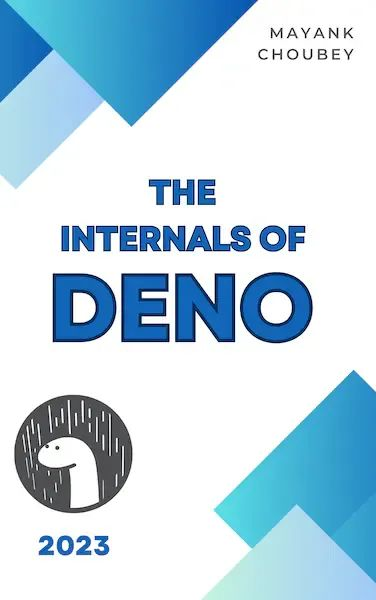 MAYANK
CHOUBEY
THE
INTERNALS OF
DENO
2023